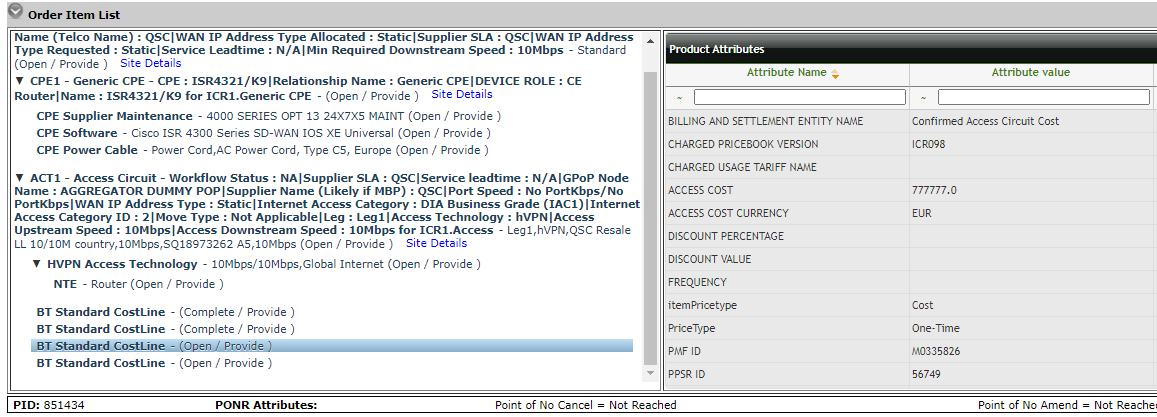 Order Item List
Name (Telco Name) : QSC|WAN IP Address Type Allocated : Static|Supplier SLA : QSC|WAN IP Address
Type Requested : Static|Service Leadtime : N/A|Min Required Downstream Speed : 10Mbps - Standard
(Open / Provide ) Site Details
▼ CPE1 - Generic CPE - CPE : ISR4321/K9|Relationship Name : Generic CPE|DEVICE ROLE : CE
Router|Name : ISR4321/K9 for ICR1.Generic CPE - (Open / Provide ) Site Details
CPE Supplier Maintenance - 4000 SERIES OPT 13 24X7X5 MAINT (Open / Provide )
CPE Software - Cisco ISR 4300 Series SD-WAN IOS XE Universal (Open / Provide )
CPE Power Cable - Power Cord,AC Power Cord, Type C5, Europe (Open / Provide )
▼ ACT1 - Access Circuit - Workflow Status : NA|Supplier SLA : QSC|Service leadtime : N/A|GPoP Node
Name : AGGREGATOR DUMMY POP|Supplier Name (Likely if MBP) : QSC|Port Speed : No PortKbps/No
PortKbps|WAN IP Address Type : Static|Internet Access Category : DIA Business Grade (IAC1)|Internet
Access Category ID : 2|Move Type : Not Applicable|Leg : Leg1|Access Technology : hVPN|Access
Upstream Speed : 10Mbps|Access Downstream Speed : 10Mbps for ICR1.Access - Leg1,hVPN,QSC Resale
LL 10/10M country,10Mbps,SQ18973262 A5,10Mbps (Open / Provide ) Site Details
▼ HVPN Access Technology - 10Mbps/10Mbps,Global Internet (Open / Provide )
NTE - Router (Open / Provide )
BT Standard CostLine - (Complete / Provide )
BT Standard CostLine - (Complete / Provide )
BT Standard CostLine - (Open / Provide )
BT Standard CostLine - (Open / Provide )
Product Attributes
Attribute Name Attribute value
~ ~
BILLING AND SETTLEMENT ENTITY NAME Confirmed Access Circuit Cost
CHARGED PRICEBOOK VERSION ICR098
CHARGED USAGE TARIFF NAME
ACCESS COST 777777.0
ACCESS COST CURRENCY EUR
DISCOUNT PERCENTAGE
DISCOUNT VALUE
FREQUENCY
itemPricetype Cost
PriceType One-Time
PMF ID M0335826
PPSR ID 56749
PID: 851434 PONR Attributes: Point of No Cancel = Not Reached Point of No Amend = Not Reached